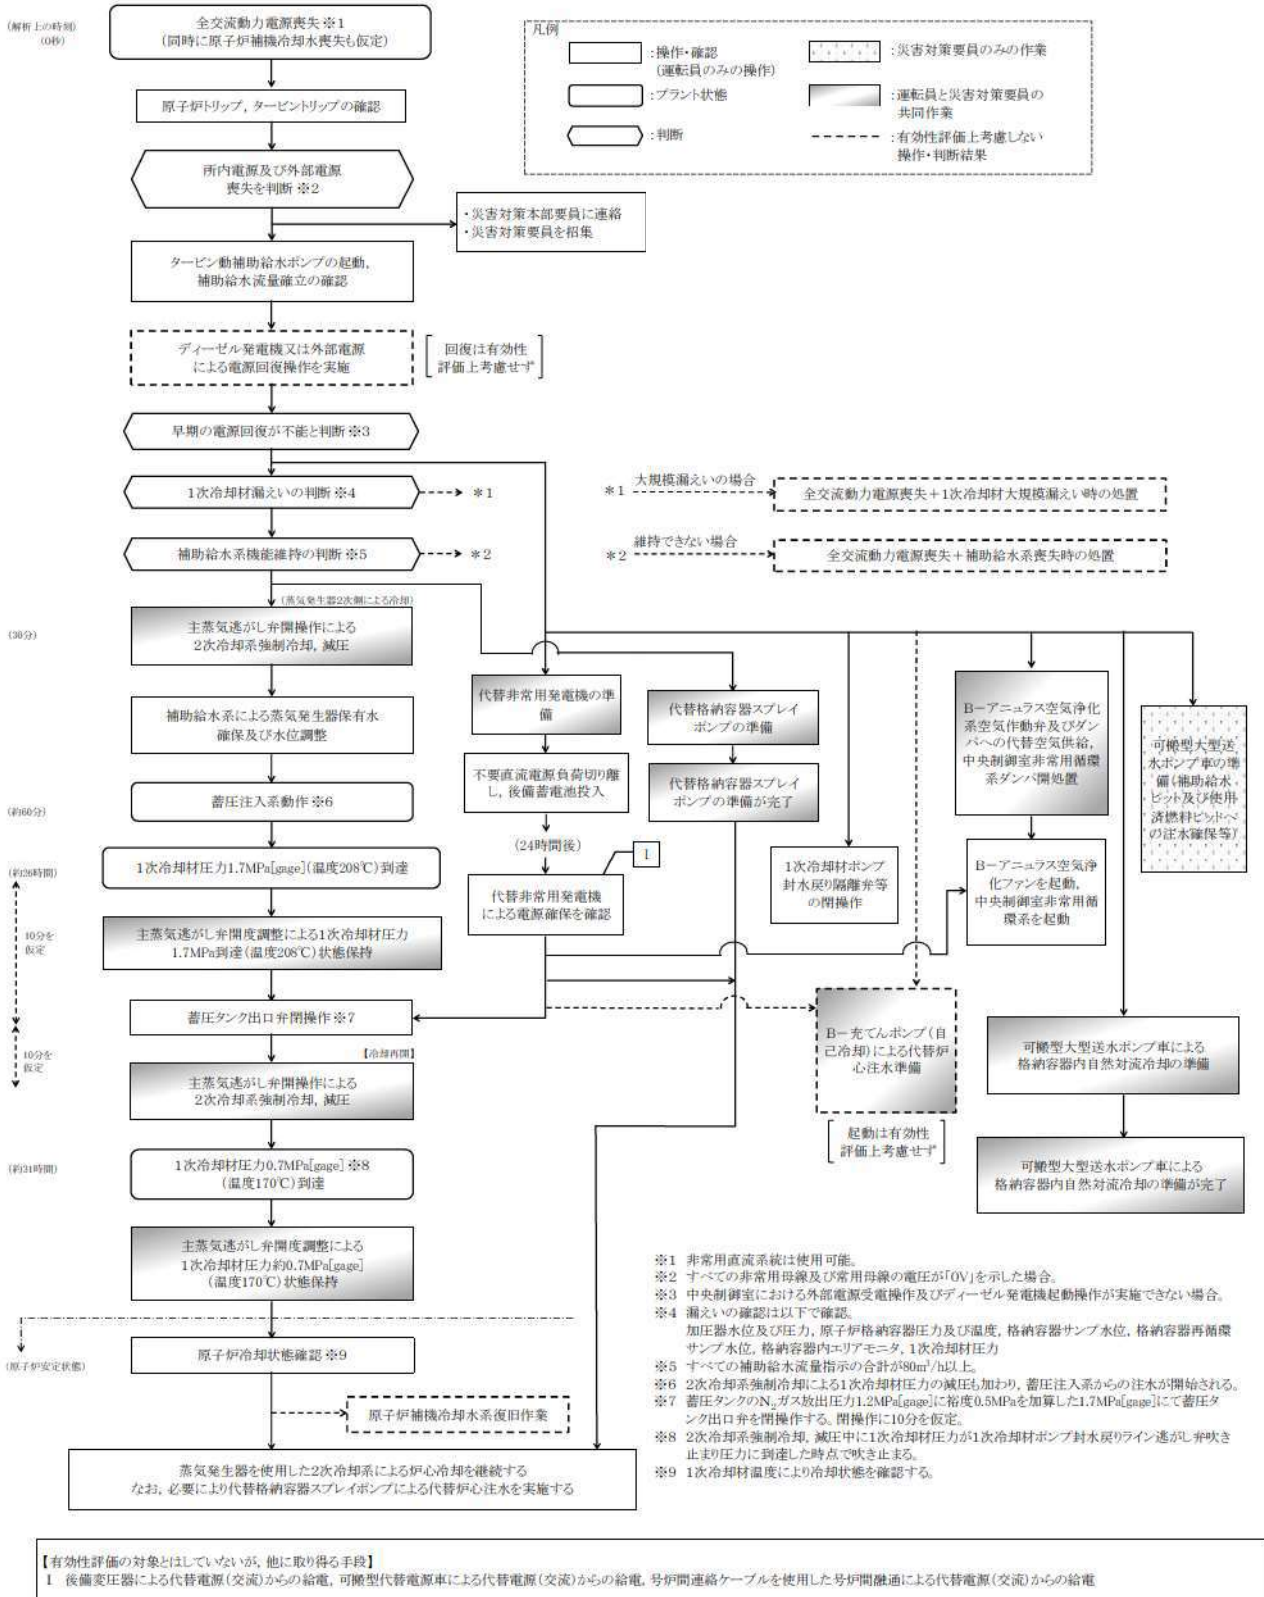 (解析上の時刻)
(0秒)
全交流動力電源喪失※1
(同時に原子炉補機冷却水喪失も仮定)
原子炉トリップ，タービントリップの確認
所内電源及び外部電源
喪失を判断※2
・災害対策本部要員に連絡
・災害対策要員を招集
タービン動補助給水ポンプの起動，
補助給水流量確立の確認
ディーゼル発電機又は外部電源
による電源回復操作を実施
回復は有効性
評価上考慮せず
早期の電源回復が不能と判断※3
1次冷却材漏えいの判断※4
＊1
補助給水系機能維持の判断※5
＊2
凡例
：操作・確認
(運転員のみの操作)
：プラント状態
：判断
：災害対策要員のみの作業
：運転員と災害対策要員の
共同作業
：有効性評価上考慮しない
操作・判断結果
＊1
大規模漏えいの場合
全交流動力電源喪失＋1次冷却材大規模漏えい時の処置
＊2
維持できない場合
全交流動力電源喪失＋補助給水系喪失時の処置
(蒸気発生器2次側による冷却)
(30分)
主蒸気逃がし弁開操作による
2次冷却系強制冷却，減圧
補助給水系による蒸気発生器保有水
確保及び水位調整
(約60分)
蓄圧注入系動作※6
(約26時間)
1次冷却材圧力1.7MPa[gage](温度208℃)到達
10分を
仮定
主蒸気逃がし弁開度調整による1次冷却材圧力
1.7MPa到達(温度208℃)状態保持
蓄圧タンク出口弁閉操作※7
10分を
仮定
【冷却再開】
主蒸気逃がし弁開操作による
2次冷却系強制冷却，減圧
(約31時間)
1次冷却材圧力0.7MPa[gage]※8
(温度170℃)到達
主蒸気逃がし弁開度調整による
1次冷却材圧力約0.7MPa[gage]
(温度170℃)状態保持
(原子炉安定状態)
原子炉冷却状態確認※9
原子炉補機冷却水系復旧作業
蒸気発生器を使用した2次冷却系による炉心冷却を継続する
なお，必要により代替格納容器スプレイポンプによる代替炉心注水を実施する
代替非常用発電機の準
備
不要直流電源負荷切り離
し，後備蓄電池投入
(24時間後)
1
代替非常用発電機
による電源確保を確認
代替格納容器スプレイ
ポンプの準備
代替格納容器スプレイ
ポンプの準備が完了
1次冷却材ポンプ
封水戻り隔離弁等
の閉操作
B－充てんポンプ(自
己冷却)による代替炉
心注水準備
起動は有効性
評価上考慮せず
B－アニュラス空気浄化
系空気作動弁及びダン
パへの代替空気供給，
中央制御室非常用循環
系ダンパ開処置
B－アニュラス空気浄
化ファンを起動，
中央制御室非常用循
環系を起動
可搬型大型送水ポンプ車による
格納容器内自然対流冷却の準備
可搬型大型送水ポンプ車による
格納容器内自然対流冷却の準備が完了
可搬型大型送
水ポンプ車の準
備(補助給水
ピット及び使用
済燃料ピットへ
の注水確保等)
※1 非常用直流系統は使用可能。
※2 すべての非常用母線及び常用母線の電圧が「0V」を示した場合。
※3 中央制御室における外部電源受電操作及びディーゼル発電機起動操作が実施できない場合。
※4 漏えいの確認は以下で確認。
加圧器水位及び圧力，原子炉格納容器圧力及び温度，格納容器サンプ水位，格納容器再循環
サンプ水位，格納容器内エリアモニタ，1次冷却材圧力
※5 すべての補助給水流量指示の合計が80m³/h以上。
※6 2次冷却系強制冷却による1次冷却材圧力の減圧も加わり，蓄圧注入系からの注水が開始される。
※7 蓄圧タンクのN₂ガス放出圧力1.2MPa[gage]に裕度0.5MPaを加算した1.7MPa[gage]にて蓄圧タ
ンク出口弁を閉操作する。閉操作に10分を仮定。
※8 2次冷却系強制冷却，減圧中に1次冷却材圧力が1次冷却材ポンプ封水戻りライン逃がし弁吹き
止まり圧力に到達した時点で吹き止まる。
※9 1次冷却材温度により冷却状態を確認する。
【有効性評価の対象とはしていないが，他に取り得る手段】
1 後備変圧器による代替電源(交流)からの給電，可搬型代替電源車による代替電源(交流)からの給電，号炉間連絡ケーブルを使用した号炉間融通による代替電源(交流)からの給電